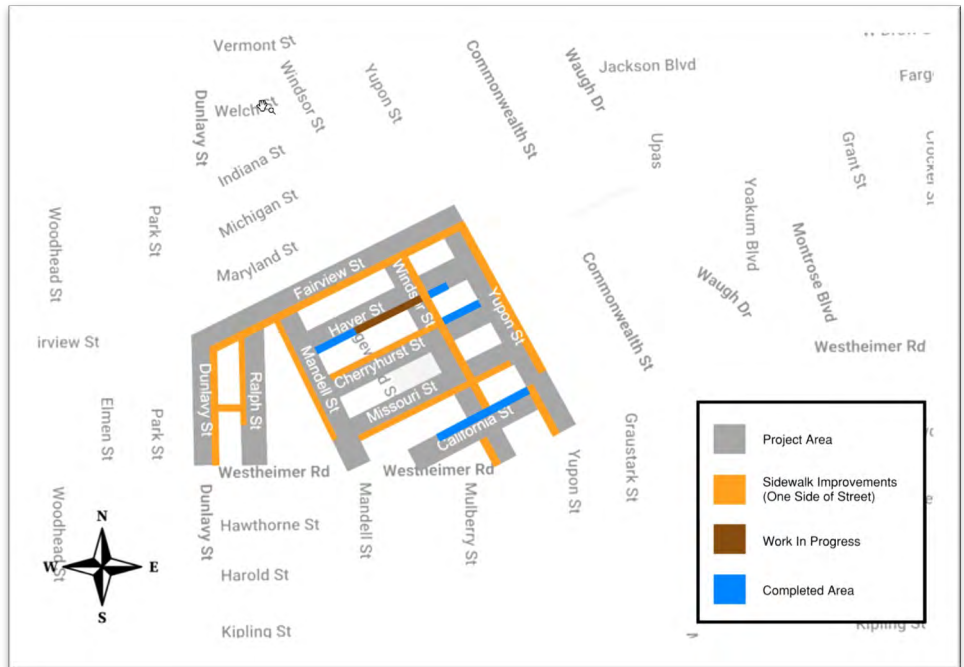 Vermont St
Jackson Blvd
Commonwealth St
Waugh Dr
Windsor St
Yupon St
Dunlavy St
Welch St
Upas
Grant St
Crocker St
Indiana St
Michigan St
Maryland St
Woodhead St
Park St
Yoakum Blvd
Montrose Blvd
Commonwealth St
Waugh Dr
Fairview St
Windsor St
Haver St
Yupon St
irview St
Westheimer Rd
Mandell St
Cherryhurst St
Dunlavy St
Ralph St
Missouri St
California St
Elmen St
Park St
Westheimer Rd
Westheimer Rd
Graustark St
Yupon St
Woodhead St
Dunlavy St
Mandell St
Mulberry St
Hawthorne St
Harold St
Kipling St
Kipling St
N
W
E
S
Project Area
Sidewalk Improvements
(One Side of Street)
Work In Progress
Completed Area